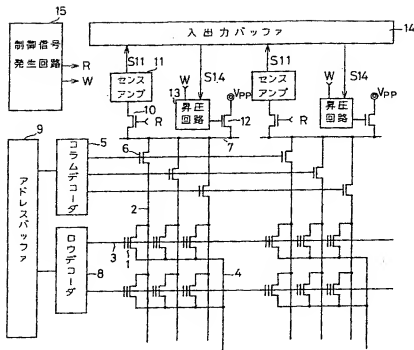 15
制御信号
発生回路
R
W
入出力バッファ
14
S11
11
センス
アンプ
10
R
W
13
昇圧
回路
S14
VPP
12
S11
センス
アンプ
R
W
昇圧
回路
S14
VPP
7
9
アドレスバッファ
5
コラムデコーダ
6
2
ロウデコーダ
8
3
1
4